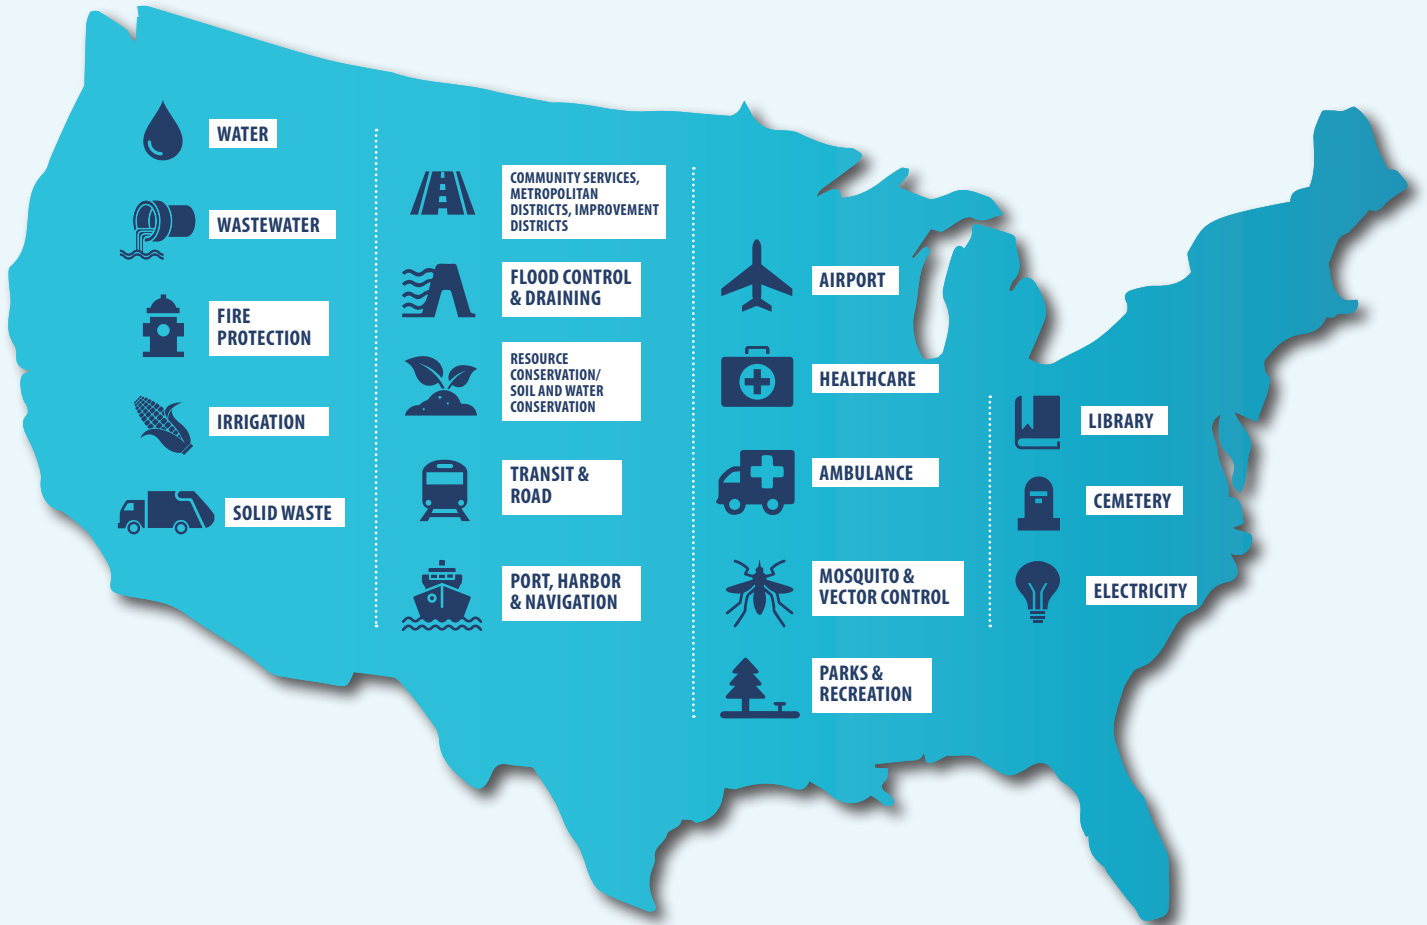 WATER
WASTEWATER
FIRE
PROTECTION
IRRIGATION
SOLID WASTE
COMMUNITY SERVICES,
METROPOLITAN
DISTRICTS, IMPROVEMENT
DISTRICTS
FLOOD CONTROL
& DRAINING
RESOURCE
CONSERVATION/
SOIL AND WATER
CONSERVATION
TRANSIT &
ROAD
PORT, HARBOR
& NAVIGATION
AIRPORT
HEALTHCARE
AMBULANCE
MOSQUITO &
VECTOR CONTROL
PARKS &
RECREATION
LIBRARY
CEMETERY
ELECTRICITY